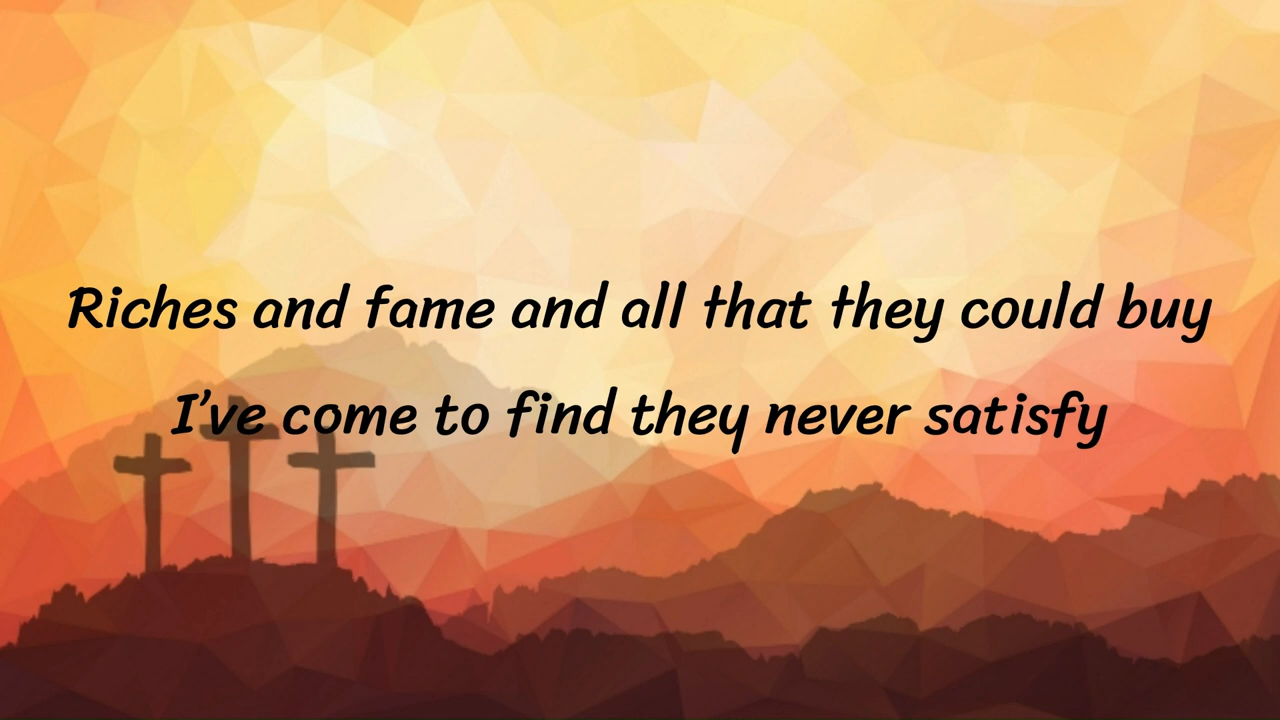 Riches and fame and all that they could buy
I've come to find they never satisfy